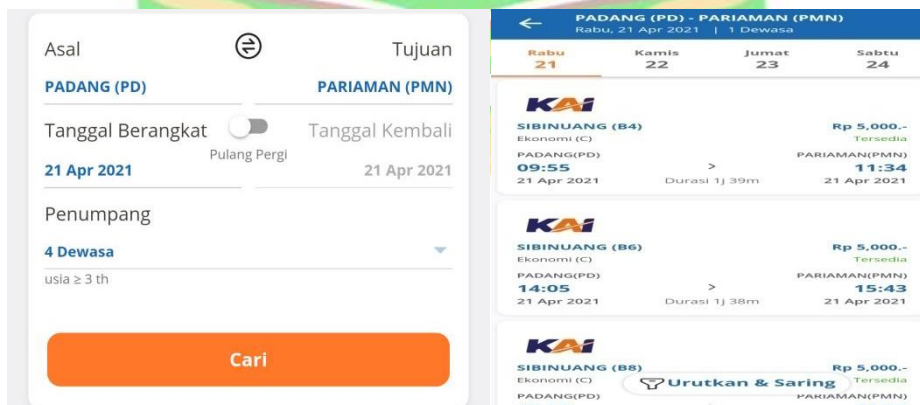 Asal Tujuan
PADANG (PD) PARIAMAN (PMN)
Tanggal Berangkat Tanggal Kembali
Pulang Pergi
21 Apr 2021 21 Apr 2021
Penumpang
4 Dewasa
usia ≥ 3 th
Cari
PADANG (PD) - PARIAMAN (PMN)
Rabu, 21 Apr 2021 | 1 Dewasa
Rabu Kamis Jumat Sabtu
21 22 23 24
KAI
SIBINUANG (B4) Rp 5,000.-
Ekonomi (C) Tersedia
PADANG(PD) PARIAMAN(PMN)
09:55 > 11:34
21 Apr 2021 Durasi 1j 39m 21 Apr 2021
KAI
SIBINUANG (B6) Rp 5,000.-
Ekonomi (C) Tersedia
PADANG(PD) PARIAMAN(PMN)
14:05 > 15:43
21 Apr 2021 Durasi 1j 38m 21 Apr 2021
KAI
SIBINUANG (B8) Rp 5,000.-
Ekonomi (C) Urutkan & Saring Tersedia
PADANG(PD) PARIAMAN(PMN)